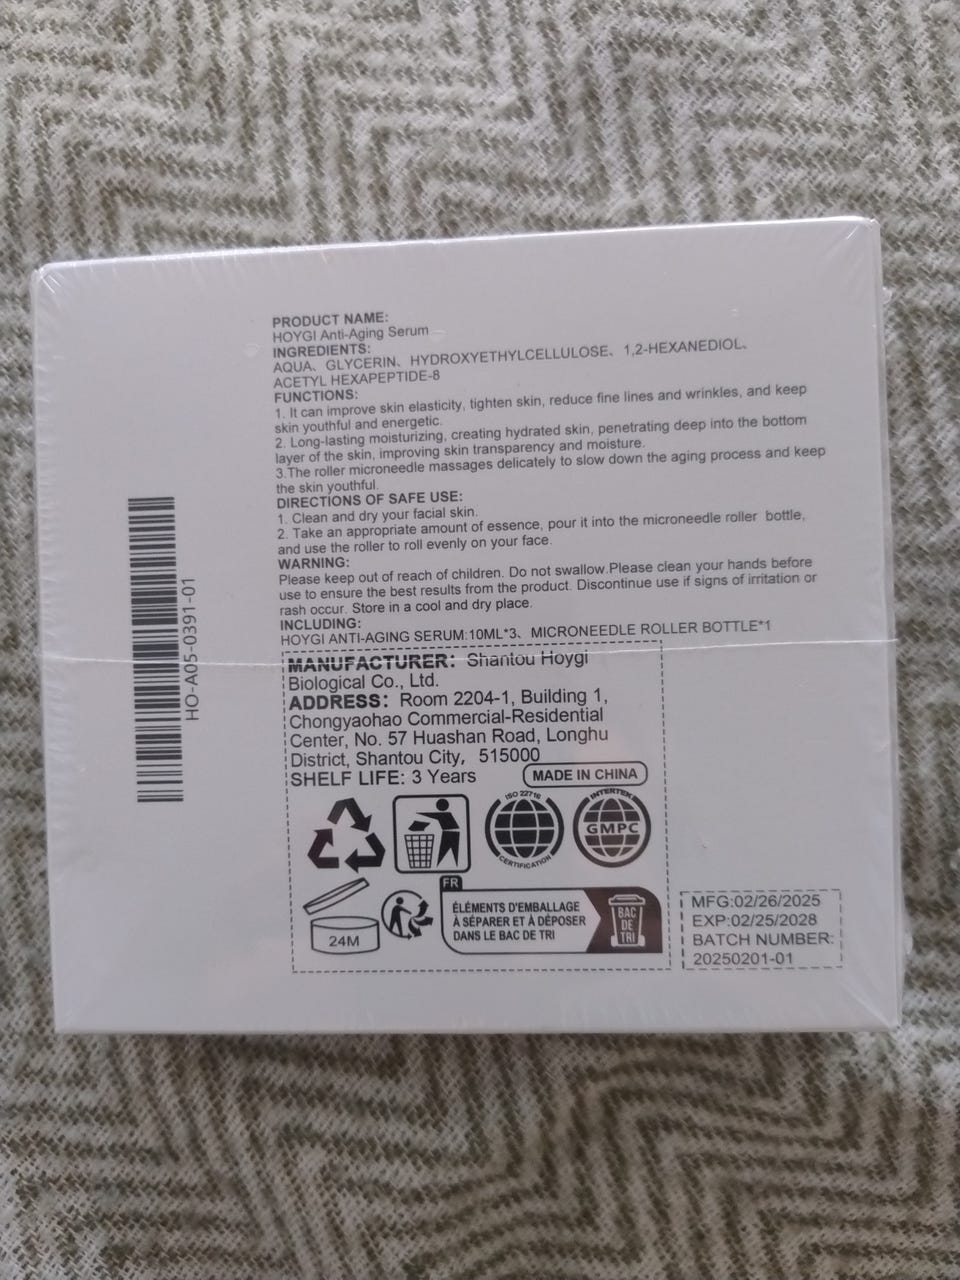 PRODUCT NAME:
HOYGI Anti-Aging Serum
INGREDIENTS:
AQUA、GLYCERIN、HYDROXYETHYLCELLULOSE、1,2-HEXANEDIOL、
ACETYL HEXAPEPTIDE-8
FUNCTIONS:
1. It can improve skin elasticity, tighten skin, reduce fine lines and wrinkles, and keep
skin youthful and energetic.
2. Long-lasting moisturizing, creating hydrated skin, penetrating deep into the bottom
layer of the skin, improving skin transparency and moisture.
3.The roller microneedle massages delicately to slow down the aging process and keep
the skin youthful.
DIRECTIONS OF SAFE USE:
1. Clean and dry your facial skin.
2. Take an appropriate amount of essence, pour it into the microneedle roller bottle,
and use the roller to roll evenly on your face.
WARNING:
Please keep out of reach of children. Do not swallow.Please clean your hands before
use to ensure the best results from the product. Discontinue use if signs of irritation or
rash occur. Store in a cool and dry place.
INCLUDING:
HOYGI ANTI-AGING SERUM:10ML*3、MICRONEEDLE ROLLER BOTTLE*1
HO-A05-0391-01
MANUFACTURER: Shantou Hoygi
Biological Co., Ltd.
ADDRESS: Room 2204-1, Building 1,
Chongyaohao Commercial-Residential
Center, No. 57 Huashan Road, Longhu
District, Shantou City, 515000
SHELF LIFE: 3 Years
MADE IN CHINA
ISO 22716
CERTIFICATION
INTERTEK
GMPC
24M
FR
ÉLÉMENTS D'EMBALLAGE
À SÉPARER ET À DÉPOSER
DANS LE BAC DE TRI
BAC
DE
TRI
MFG:02/26/2025
EXP:02/25/2028
BATCH NUMBER:
20250201-01